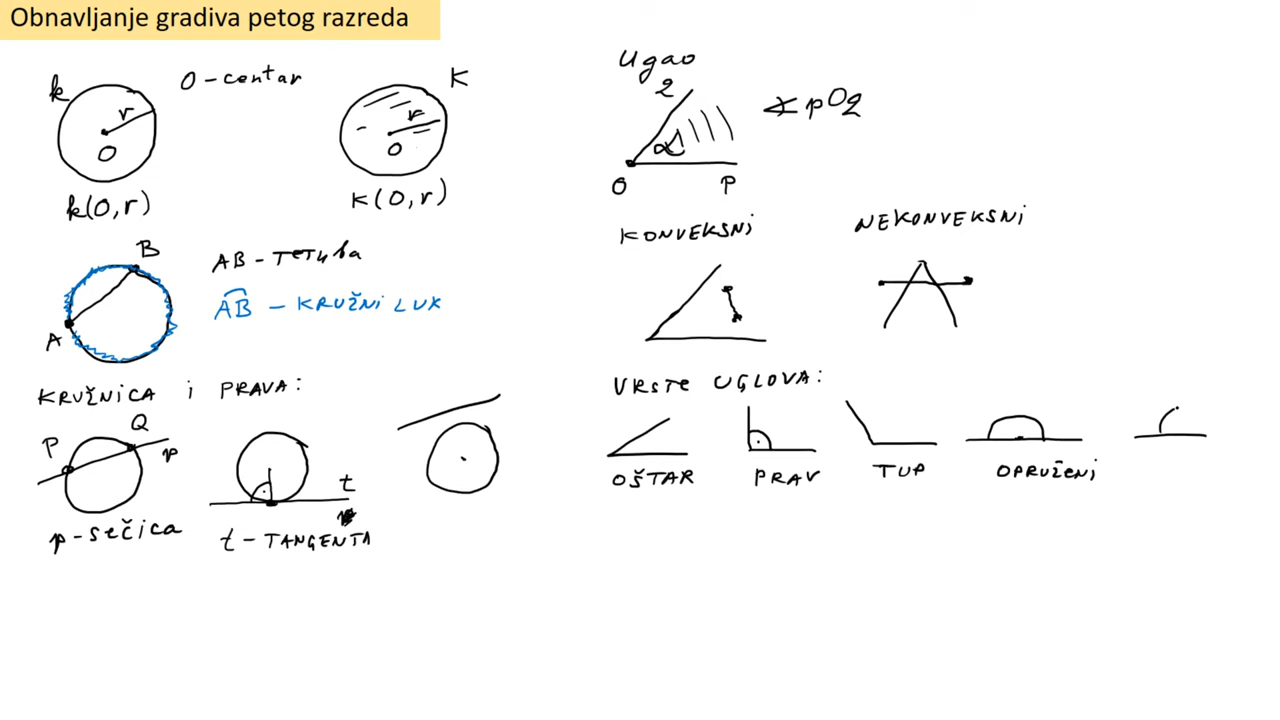 Obnavljanje gradiva petog razreda
k
r
O
O - centar
k(O,r)
K
r
O
K(O,r)
B
A
AB - TeTиva
AB - KRUŽNi LUK
KRUŽNICA i PRAVA:
P
Q
p
p - sečica
t
t - TANGENTA
Ugao
q
α
O
P
∢ pOq
KONVEKSNi
NEKONVEKSNi
VRSTe UGLOVA:
OŠTAR
PRAV
TUP
OPRUŽENi